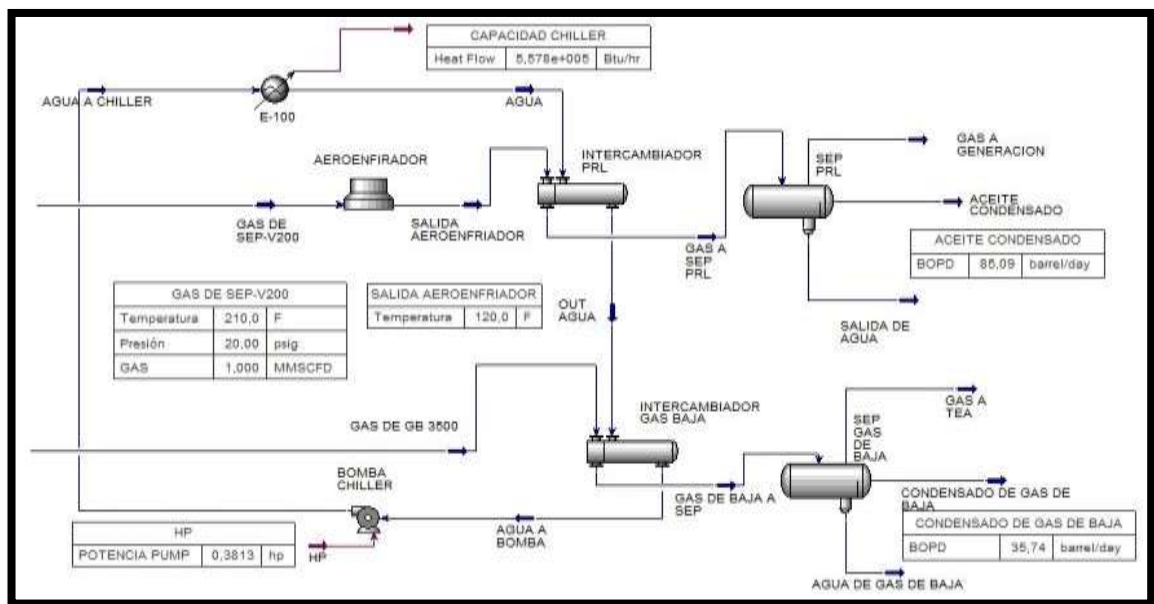 CAPACIDAD CHILLER
Heat Flow 5,578e+005 Btu/hr
AGUA A CHILLER
E-100
AGUA
AEROENFIRADOR
INTERCAMBIADOR
PRL
SEP
PRL
GAS A
GENERACION
ACEITE
CONDENSADO
GAS DE
SEP-V200
SALIDA
AEROENFRIADOR
GAS A
SEP
PRL
ACEITE CONDENSADO
BOPD 85,09 barrel/day
GAS DE SEP-V200
Temperatura 210,0 F
Presión 20,00 psig
GAS 1,000 MMSCFD
SALIDA AEROENFRIADOR
Temperatura 120,0 F
OUT
AGUA
SALIDA DE
AGUA
GAS DE GB 3500
INTERCAMBIADOR
GAS BAJA
SEP
GAS
DE
BAJA
GAS A
TEA
BOMBA
CHILLER
GAS DE BAJA A
SEP
CONDENSADO DE GAS DE
BAJA
HP
POTENCIA PUMP 0,3813 hp
HP
AGUA A
BOMBA
CONDENSADO DE GAS DE BAJA
BOPD 35,74 barrel/day
AGUA DE GAS DE BAJA